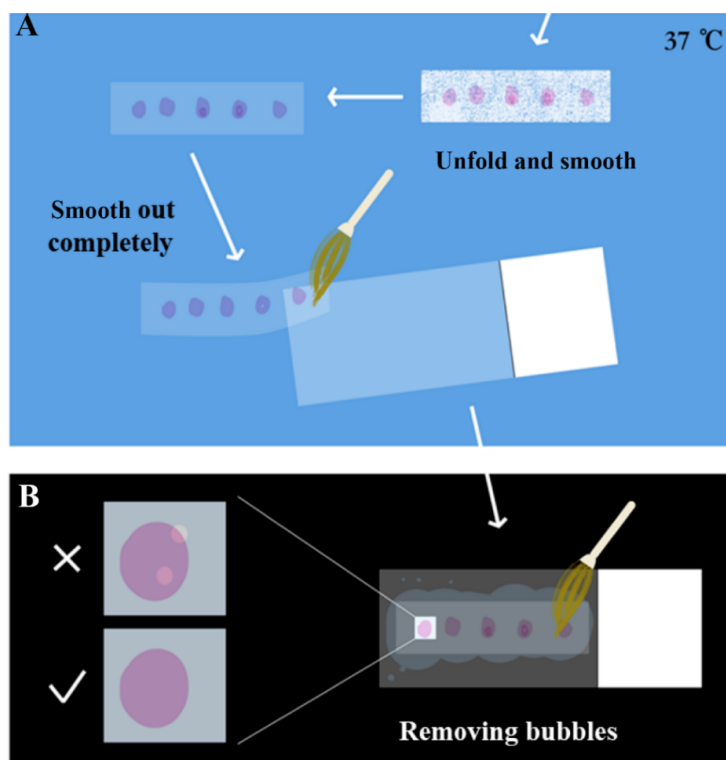 A
37 ℃
Unfold and smooth
Smooth out
completely
B
Removing bubbles